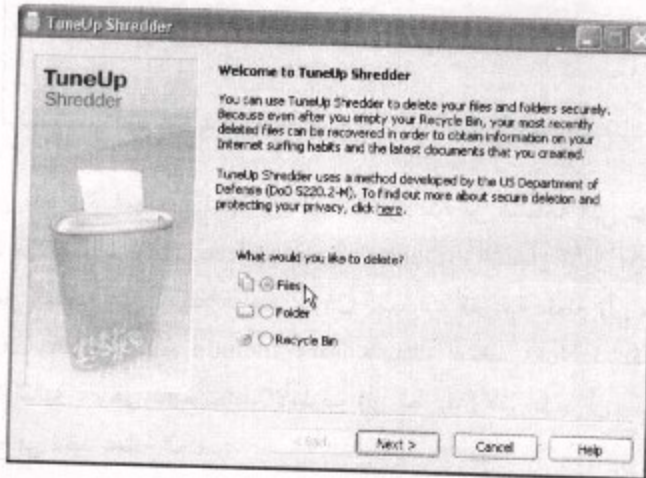 TuneUp Shredder
TuneUp
Shredder
Welcome to TuneUp Shredder
You can use TuneUp Shredder to delete your files and folders securely.
Because even after you empty your Recycle Bin, your most recently
deleted files can be recovered in order to obtain information on your
Internet surfing habits and the latest documents that you created.
TuneUp Shredder uses a method developed by the US Department of
Defense (DoD 5220.2-M). To find out more about secure deletion and
protecting your privacy, click here.
What would you like to delete?
Files
Folder
Recycle Bin
< Back
Next >
Cancel
Help